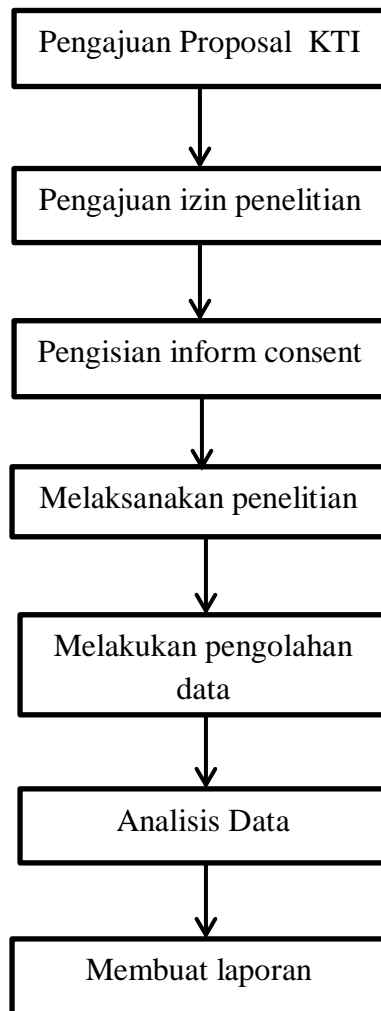 Pengajuan Proposal KTI
Pengajuan izin penelitian
Pengisian inform consent
Melaksanakan penelitian
Melakukan pengolahan
data
Analisis Data
Membuat laporan